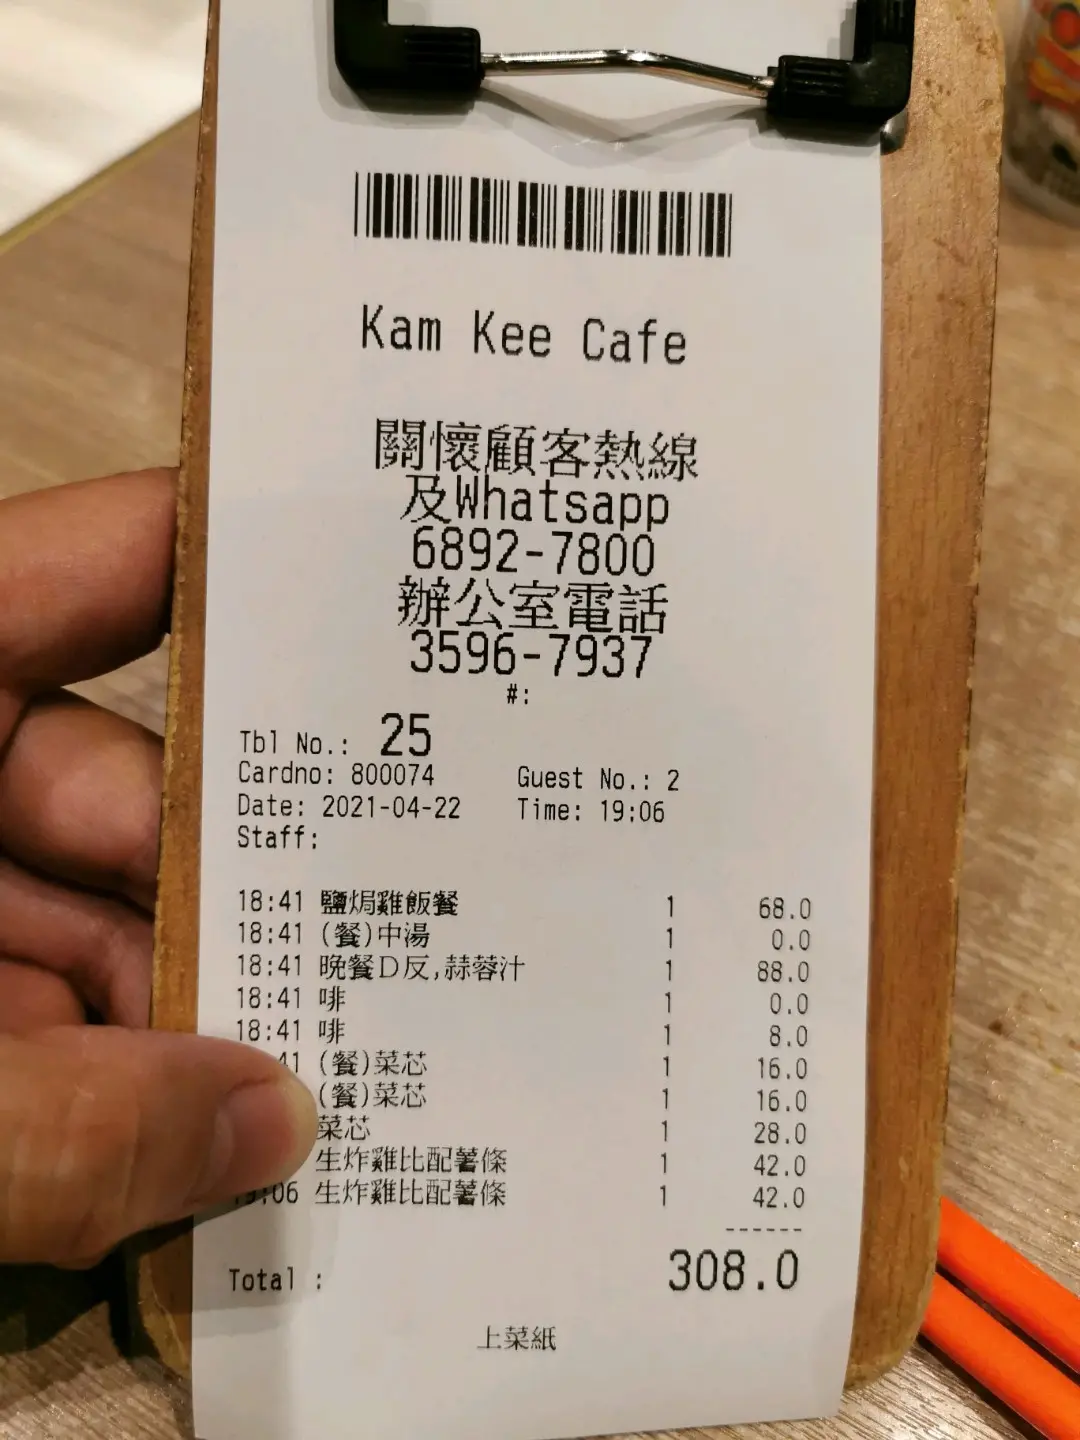 Kam Kee Cafe
關懷顧客熱線
及Whatsapp
6892-7800
辦公室電話
3596-7937
#:
Tbl No.: 25
Cardno: 800074 Guest No.: 2
Date: 2021-04-22 Time: 19:06
Staff:
18:41 鹽焗雞飯餐 1 68.0
18:41 (餐)中湯 1 0.0
18:41 晚餐D反,蒜蓉汁 1 88.0
18:41 啡 1 0.0
18:41 啡 1 8.0
41 (餐)菜芯 1 16.0
(餐)菜芯 1 16.0
菜芯 1 28.0
生炸雞比配薯條 1 42.0
19:06 生炸雞比配薯條 1 42.0
------
Total : 308.0
上菜紙